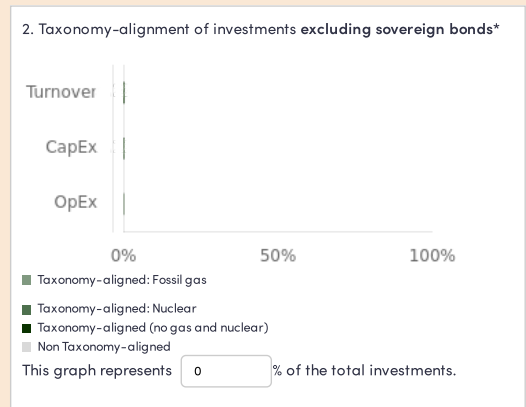 2. Taxonomy-alignment of investments excluding sovereign bonds*
Turnover
CapEx
OpEx
0% 50% 100%
Taxonomy-aligned: Fossil gas
Taxonomy-aligned: Nuclear
Taxonomy-aligned (no gas and nuclear)
Non Taxonomy-aligned
This graph represents 0 % of the total investments.